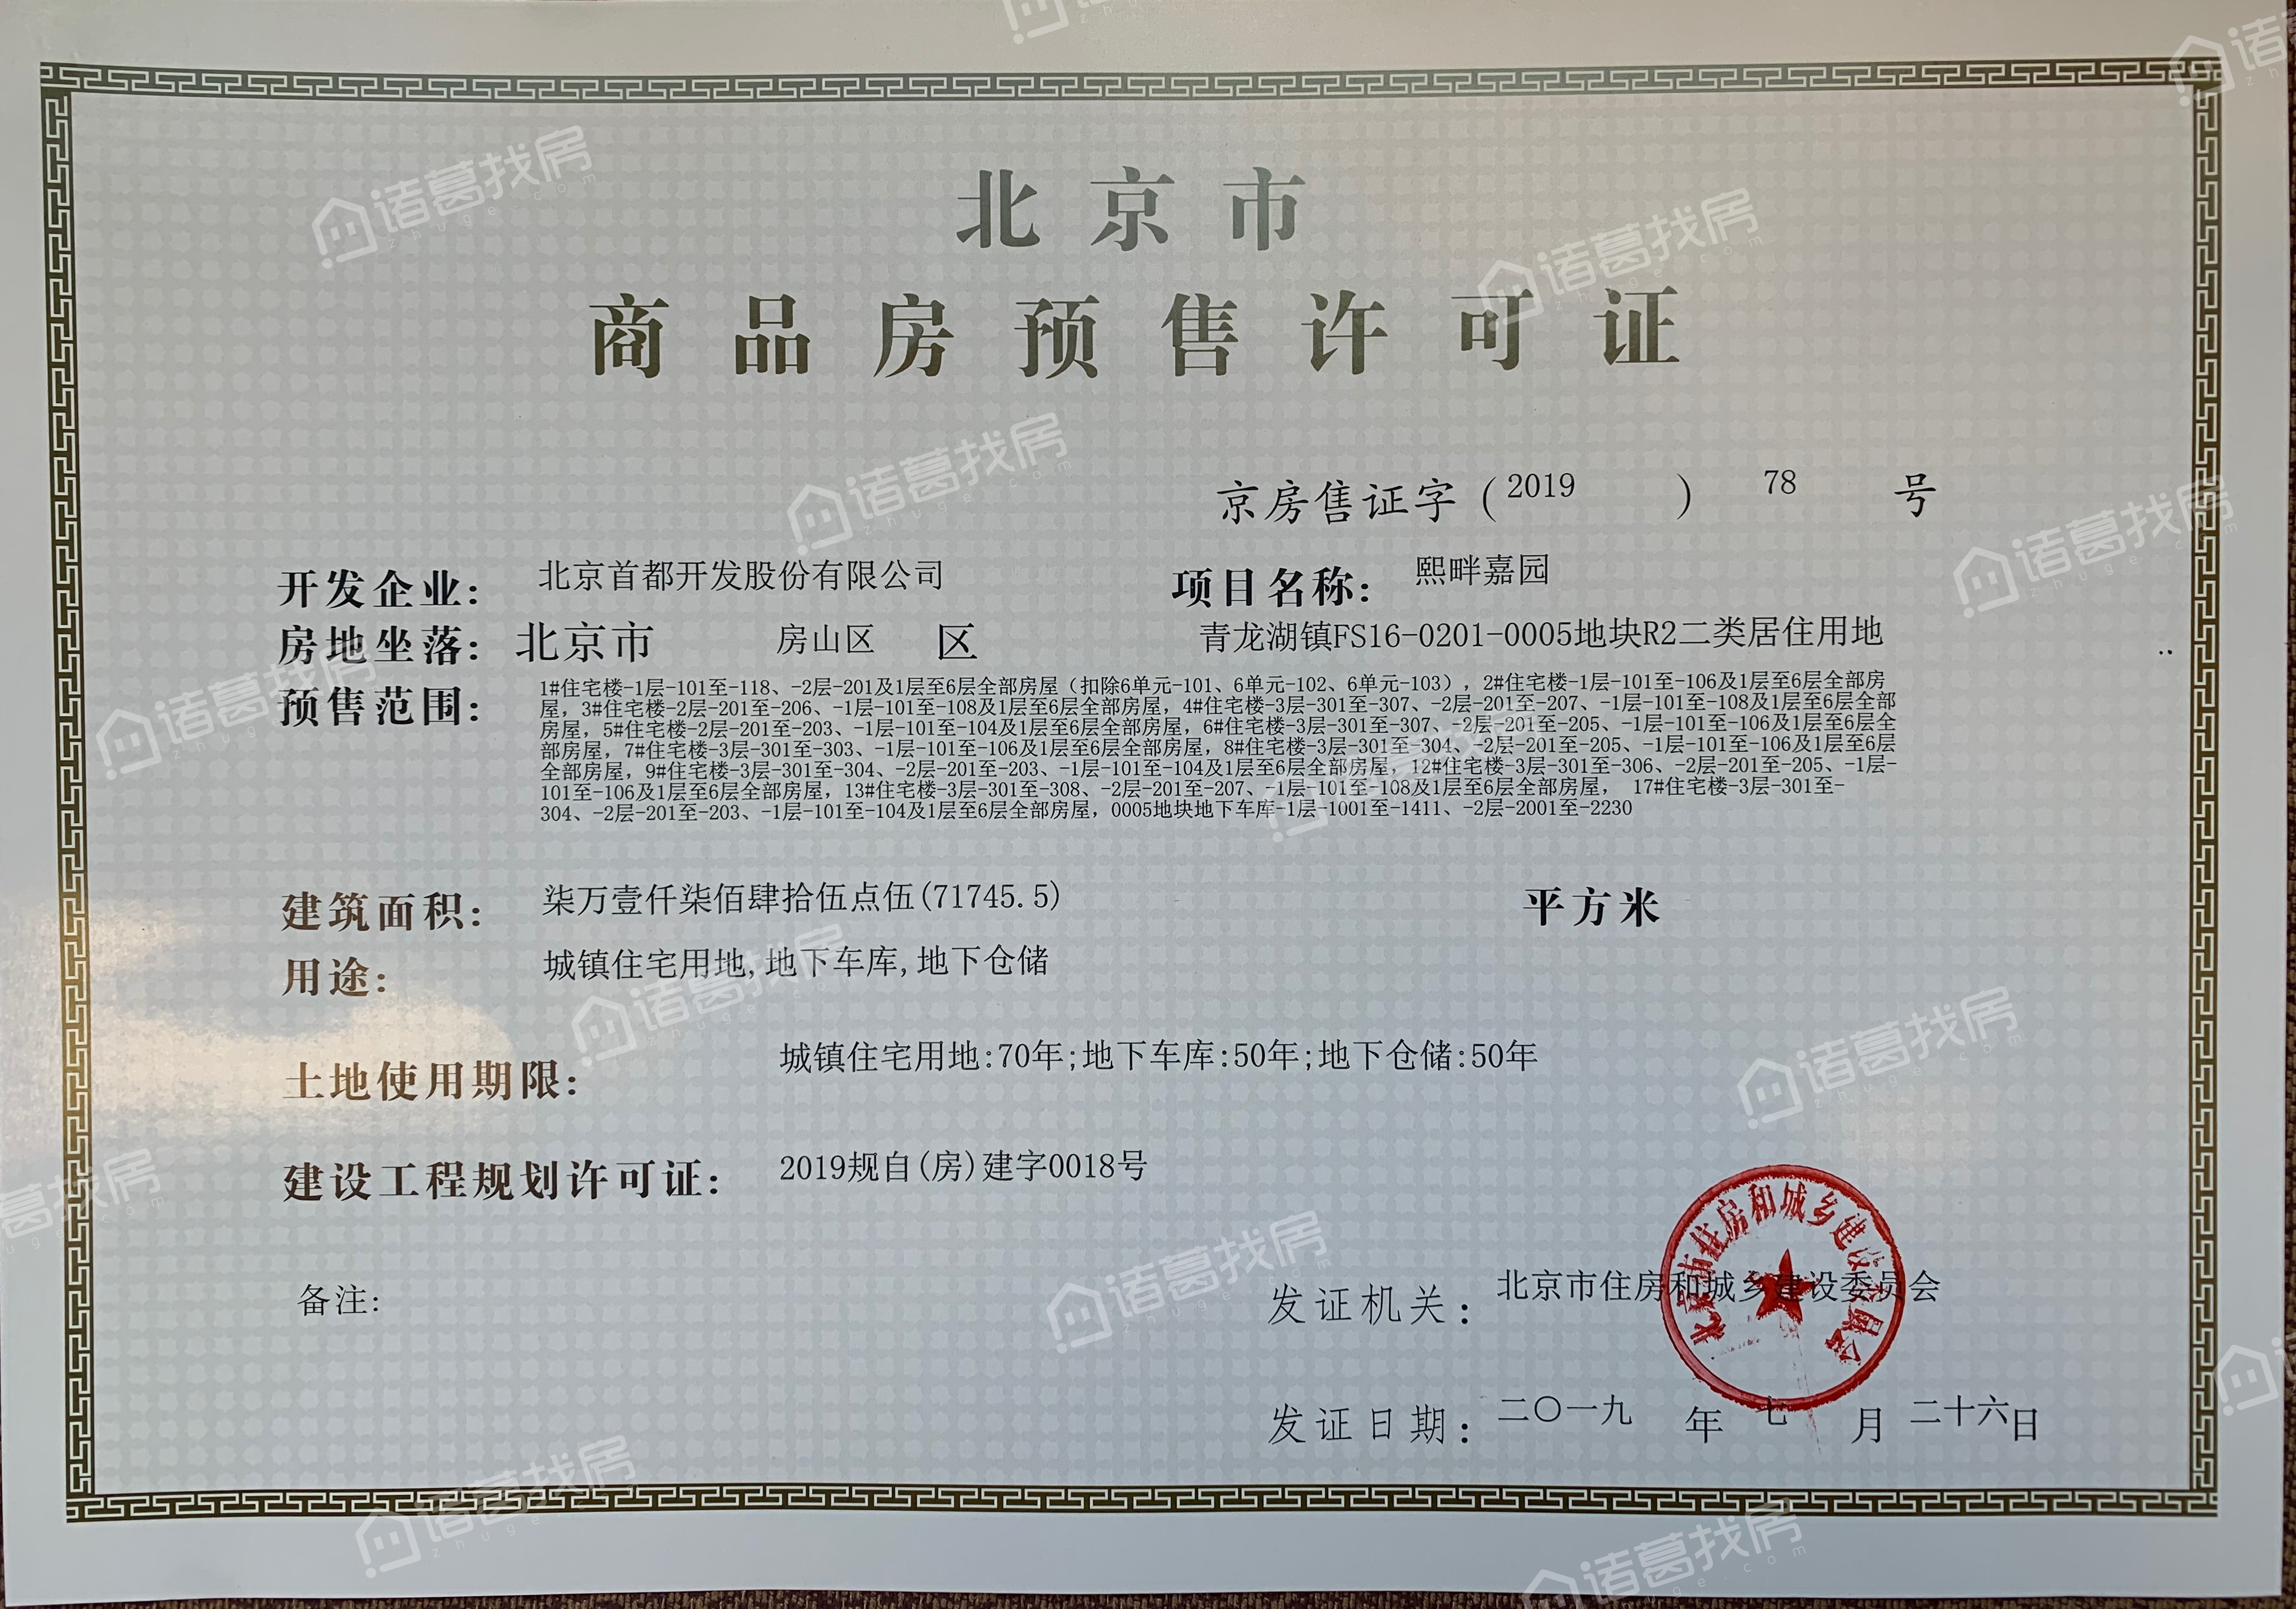 北京市
商品房预售许可证
京房售证字（2019）78号
开发企业：北京首都开发股份有限公司 项目名称：熙畔嘉园
房地坐落：北京市 房山区 区 青龙湖镇FS16-0201-0005地块R2二类居住用地
预售范围：1#住宅楼-1层-101至-118、-2层-201及1层至6层全部房屋（扣除6单元-101、6单元-102、6单元-103），2#住宅楼-1层-101至-106及1层至6层全部房
屋，3#住宅楼-2层-201至-206、-1层-101至-108及1层至6层全部房屋，4#住宅楼-3层-301至-307、-2层-201至-207、-1层-101至-108及1层至6层全部
房屋，5#住宅楼-2层-201至-203、-1层-101至-104及1层至6层全部房屋，6#住宅楼-3层-301至-307、-2层-201至-205、-1层-101至-106及1层至6层全
部房屋，7#住宅楼-3层-301至-303、-1层-101至-106及1层至6层全部房屋，8#住宅楼-3层-301至-304、-2层-201至-205、-1层-101至-106及1层至6层
全部房屋，9#住宅楼-3层-301至-304、-2层-201至-203、-1层-101至-104及1层至6层全部房屋，12#住宅楼-3层-301至-306、-2层-201至-205、-1层-
101至-106及1层至6层全部房屋，13#住宅楼-3层-301至-308、-2层-201至-207、-1层-101至-108及1层至6层全部房屋， 17#住宅楼-3层-301至-
304、-2层-201至-203、-1层-101至-104及1层至6层全部房屋，0005地块地下车库-1层-1001至-1411、-2层-2001至-2230
建筑面积：柒万壹仟柒佰肆拾伍点伍(71745.5) 平方米
用途：城镇住宅用地,地下车库,地下仓储
土地使用期限：城镇住宅用地:70年;地下车库:50年;地下仓储:50年
建设工程规划许可证：2019规自(房)建字0018号
备注：
发证机关：北京市住房和城乡建设委员会
北京市住房和城乡建设委员会
发证日期：二〇一九年七月二十六日
诸葛找房
zhuge.com